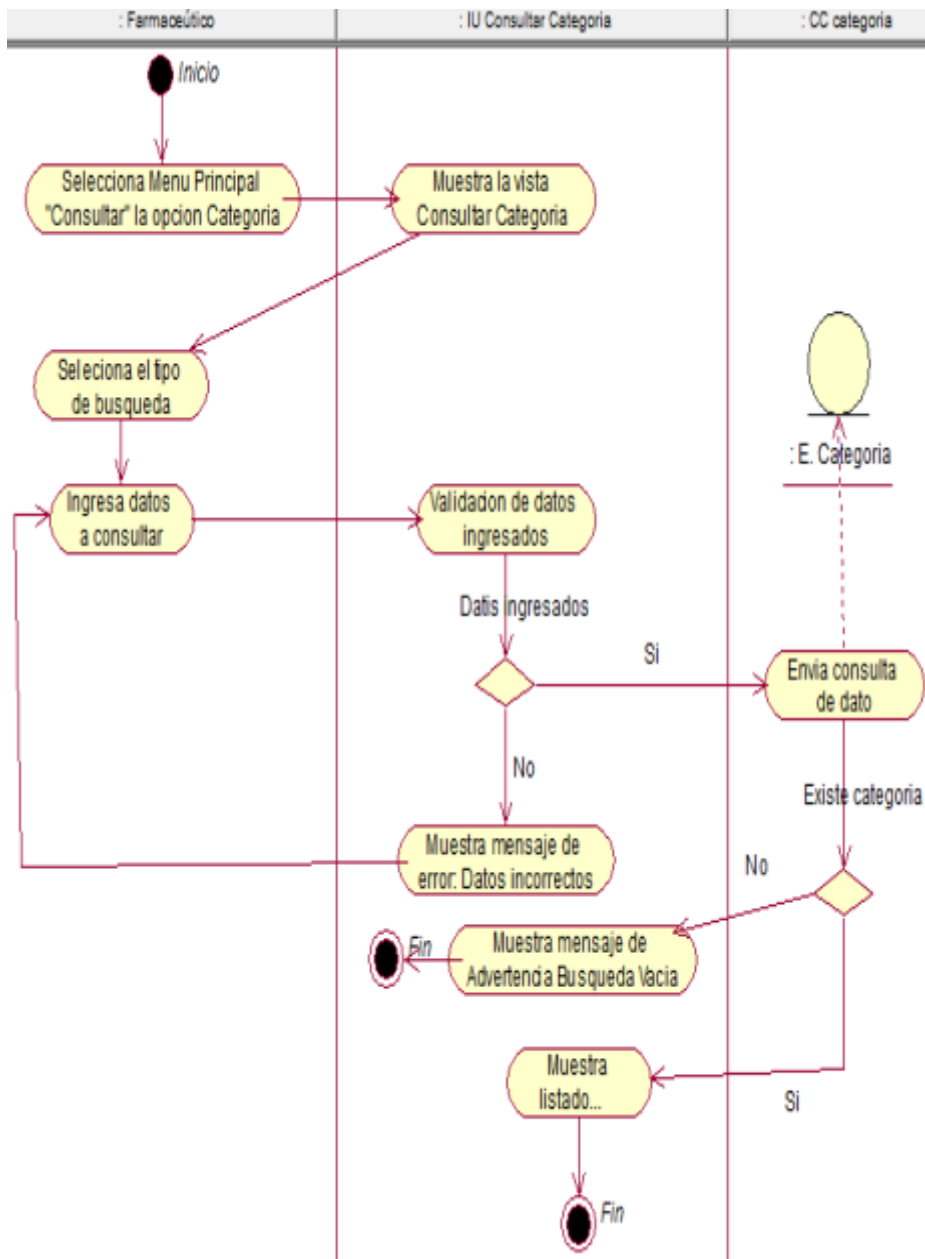 : Farmaceútico
: IU Consultar Categoria
: CC categoria
Inicio
Selecciona Menu Principal
"Consultar" la opcion Categoria
Muestra la vista
Consultar Categoria
Seleciona el tipo
de busqueda
: E. Categoria
Ingresa datos
a consultar
Validacion de datos
ingresados
Datis ingresados
Si
Envia consulta
de dato
No
Existe categoria
Muestra mensaje de
error: Datos incorrectos
No
Muestra mensaje de
Advertencia Busqueda Vacia
Fin
Muestra
listado...
Si
Fin